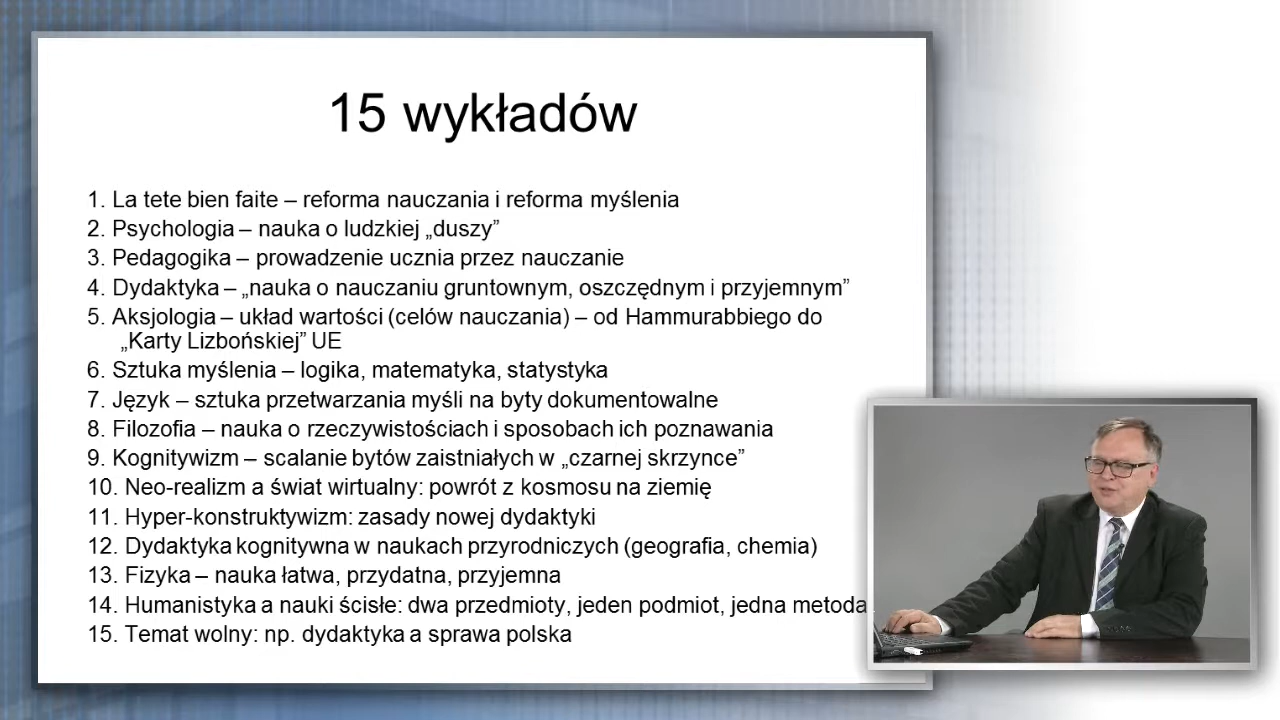 15 wykładów
1. La tete bien faite – reforma nauczania i reforma myślenia
2. Psychologia – nauka o ludzkiej „duszy”
3. Pedagogika – prowadzenie ucznia przez nauczanie
4. Dydaktyka – „nauka o nauczaniu gruntownym, oszczędnym i przyjemnym”
5. Aksjologia – układ wartości (celów nauczania) – od Hammurabbiego do
„Karty Lizbońskiej” UE
6. Sztuka myślenia – logika, matematyka, statystyka
7. Język – sztuka przetwarzania myśli na byty dokumentowalne
8. Filozofia – nauka o rzeczywistościach i sposobach ich poznawania
9. Kognitywizm – scalanie bytów zaistniałych w „czarnej skrzynce”
10. Neo-realizm a świat wirtualny: powrót z kosmosu na ziemię
11. Hyper-konstruktywizm: zasady nowej dydaktyki
12. Dydaktyka kognitywna w naukach przyrodniczych (geografia, chemia)
13. Fizyka – nauka łatwa, przydatna, przyjemna
14. Humanistyka a nauki ścisłe: dwa przedmioty, jeden podmiot, jedna metoda
15. Temat wolny: np. dydaktyka a sprawa polska